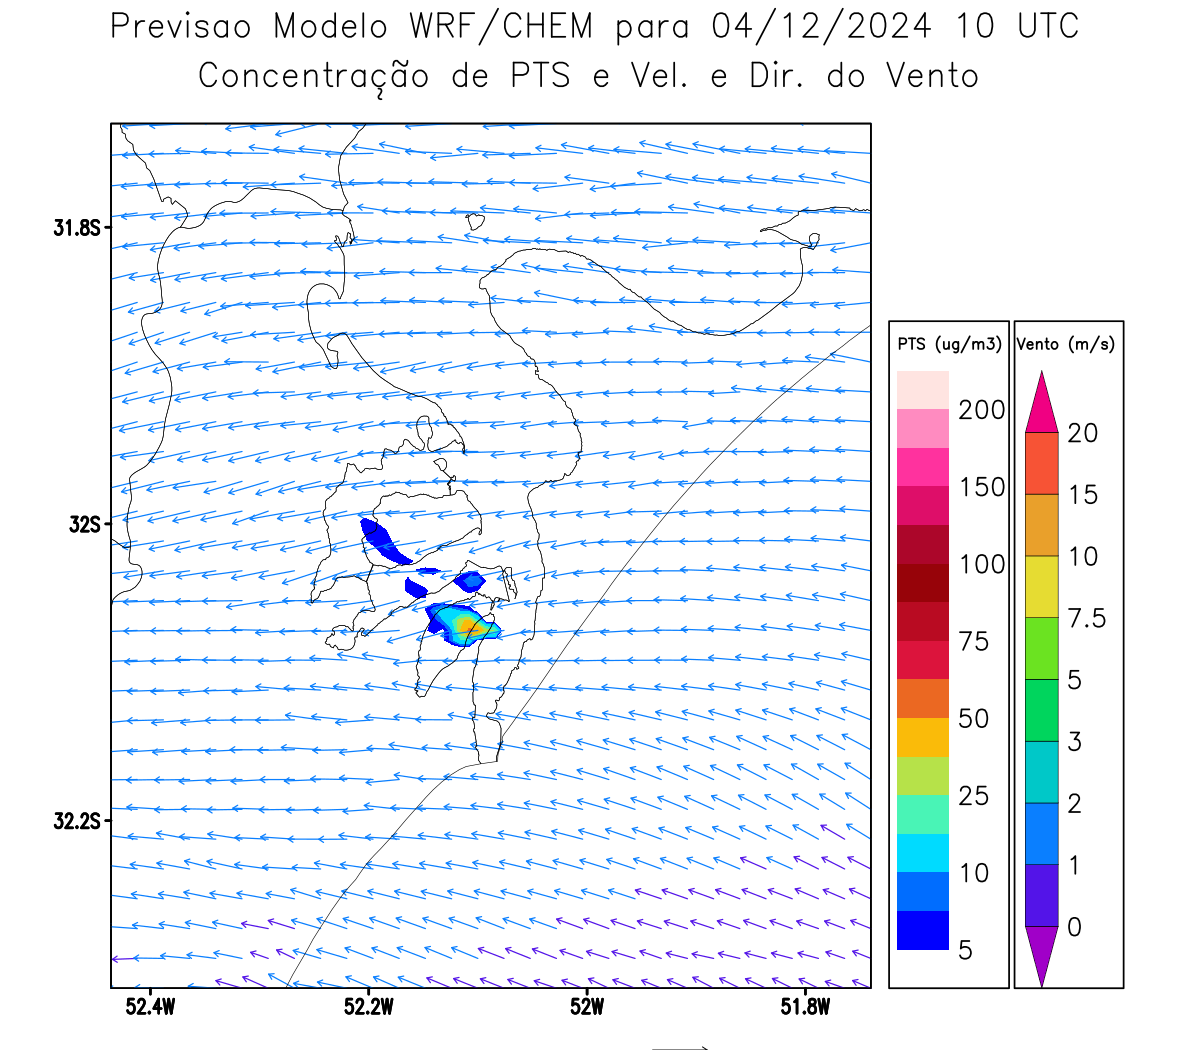 Previsao Modelo WRF/CHEM para 04/12/2024 10 UTC
Concentração de PTS e Vel. e Dir. do Vento
31.8S
32S
32.2S
52.4W
52.2W
52W
51.8W
PTS (ug/m3)
200
150
100
75
50
25
10
5
Vento (m/s)
20
15
10
7.5
5
3
2
1
0